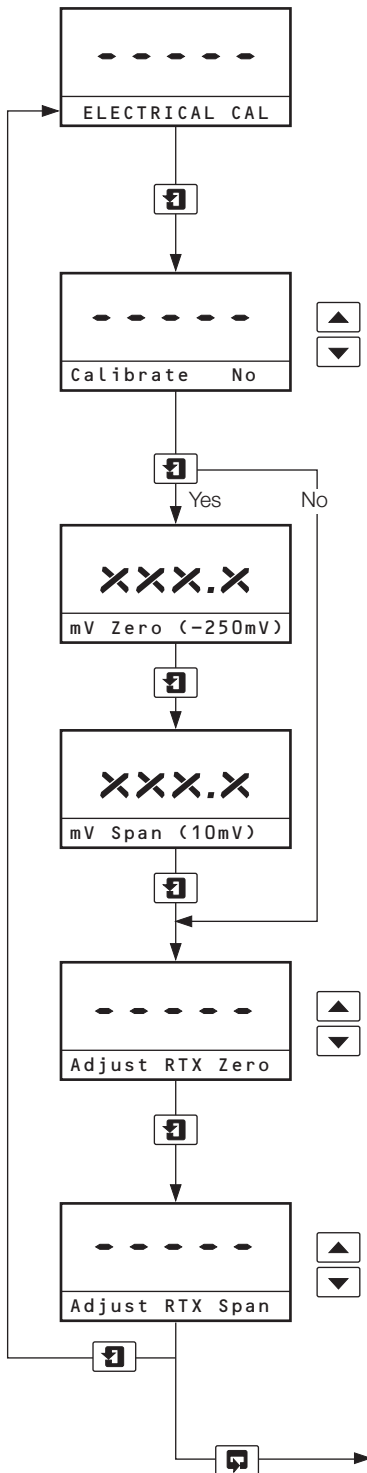 - - - - -
ELECTRICAL CAL
- - - - -
Calibrate No
Yes No
XXX.X
mV Zero (-250mV)
XXX.X
mV Span (10mV)
- - - - -
Adjust RTX Zero
- - - - -
Adjust RTX Span